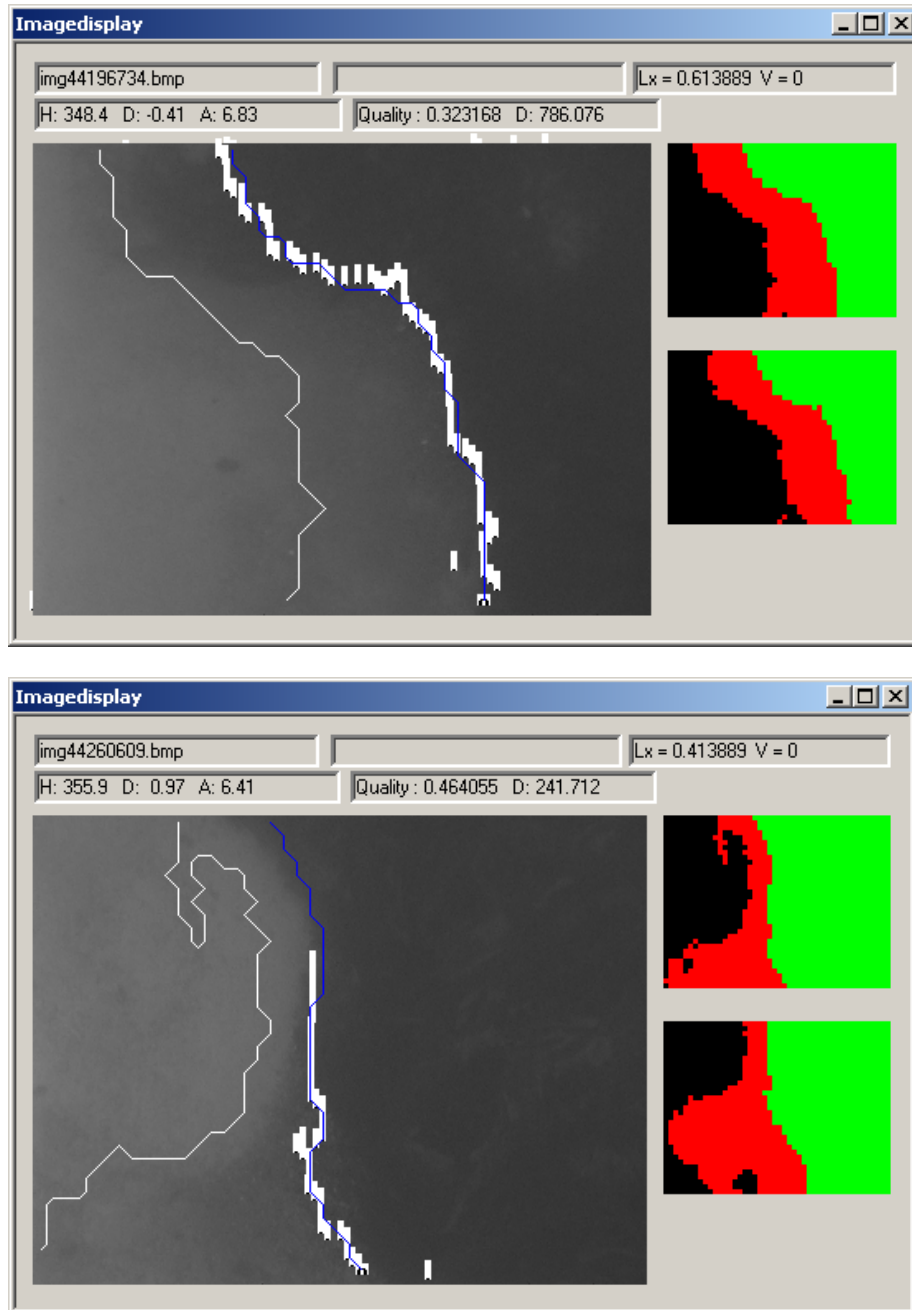 Imagedisplay
img44196734.bmp Lx = 0.613889 V = 0
H: 348.4 D: -0.41 A: 6.83 Quality : 0.323168 D: 786.076
Imagedisplay
img44260609.bmp Lx = 0.413889 V = 0
H: 355.9 D: 0.97 A: 6.41 Quality : 0.464055 D: 241.712